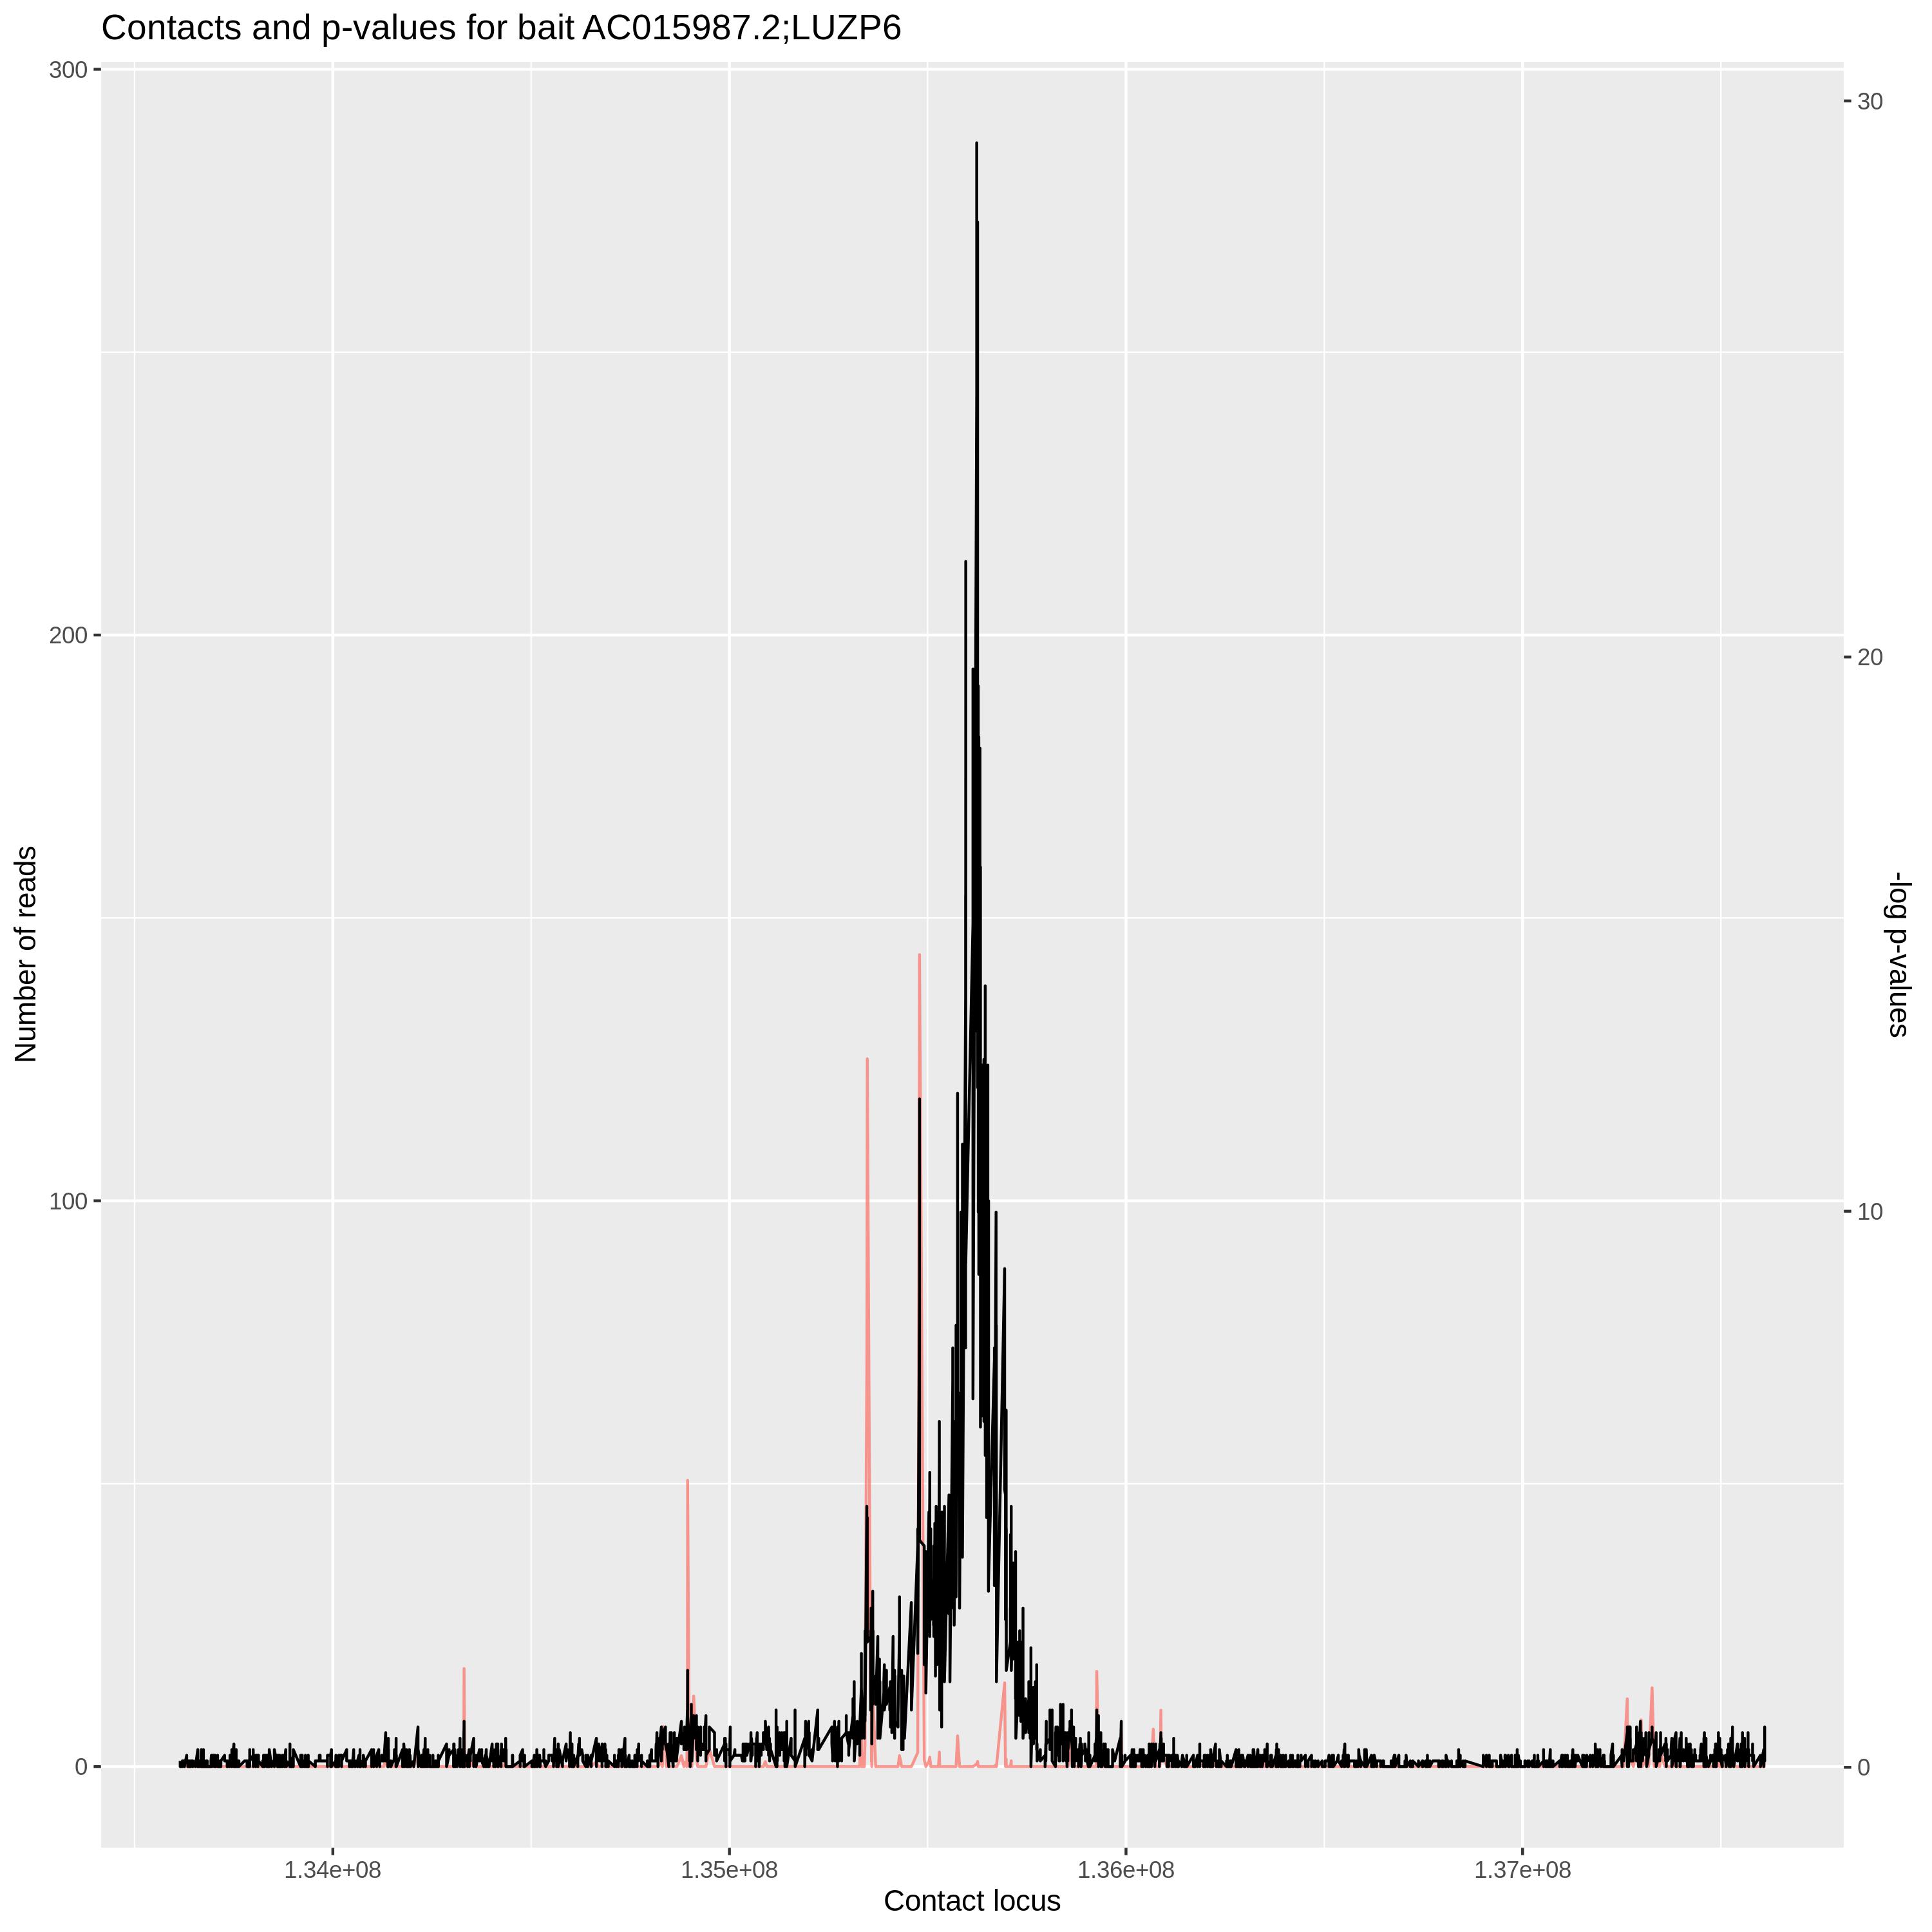 Contacts and p-values for bait AC015987.2;LUZP6
300
200
100
0
Number of reads
30
20
10
0
-log p-values
1.34e+08 1.35e+08 1.36e+08 1.37e+08
Contact locus